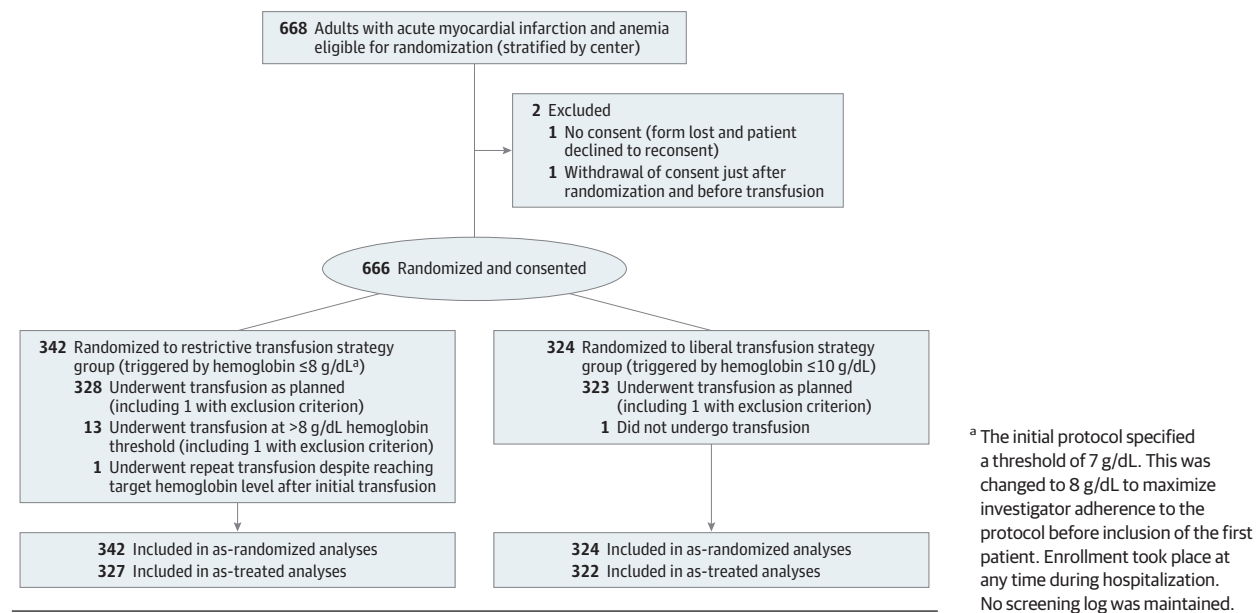 668 Adults with acute myocardial infarction and anemia
eligible for randomization (stratified by center)
2 Excluded
1 No consent (form lost and patient
declined to reconsent)
1 Withdrawal of consent just after
randomization and before transfusion
666 Randomized and consented
342 Randomized to restrictive transfusion strategy
group (triggered by hemoglobin ≤8 g/dLa)
328 Underwent transfusion as planned
(including 1 with exclusion criterion)
13 Underwent transfusion at >8 g/dL hemoglobin
threshold (including 1 with exclusion criterion)
1 Underwent repeat transfusion despite reaching
target hemoglobin level after initial transfusion
324 Randomized to liberal transfusion strategy
group (triggered by hemoglobin ≤10 g/dL)
323 Underwent transfusion as planned
(including 1 with exclusion criterion)
1 Did not undergo transfusion
342 Included in as-randomized analyses
327 Included in as-treated analyses
324 Included in as-randomized analyses
322 Included in as-treated analyses
a The initial protocol specified
a threshold of 7 g/dL. This was
changed to 8 g/dL to maximize
investigator adherence to the
protocol before inclusion of the first
patient. Enrollment took place at
any time during hospitalization.
No screening log was maintained.